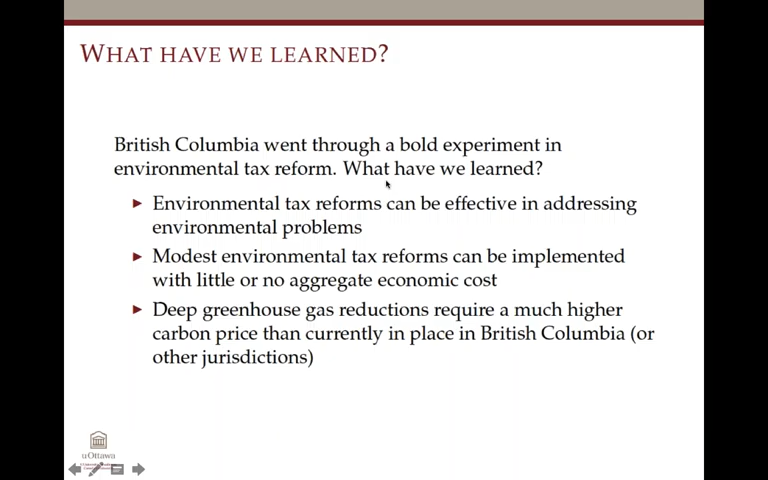 WHAT HAVE WE LEARNED?
British Columbia went through a bold experiment in
environmental tax reform. What have we learned?
Environmental tax reforms can be effective in addressing
environmental problems
Modest environmental tax reforms can be implemented
with little or no aggregate economic cost
Deep greenhouse gas reductions require a much higher
carbon price than currently in place in British Columbia (or
other jurisdictions)
uOttawa